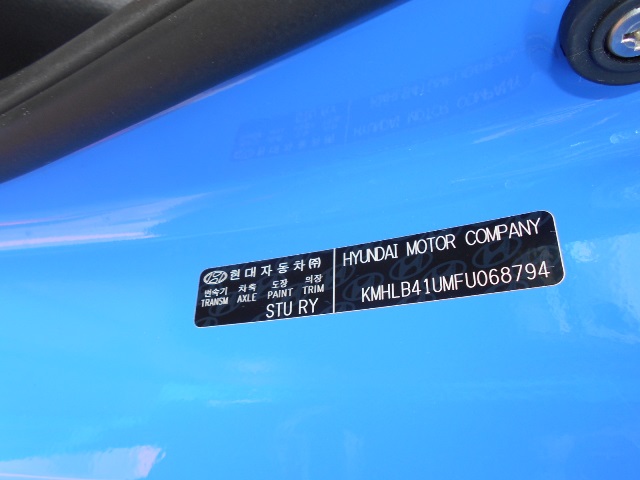 현대자동차㈜
변속기 차축 도장 의장
TRANSM AXLE PAINT TRIM
STU RY
HYUNDAI MOTOR COMPANY
KMHLB41UMFU068794